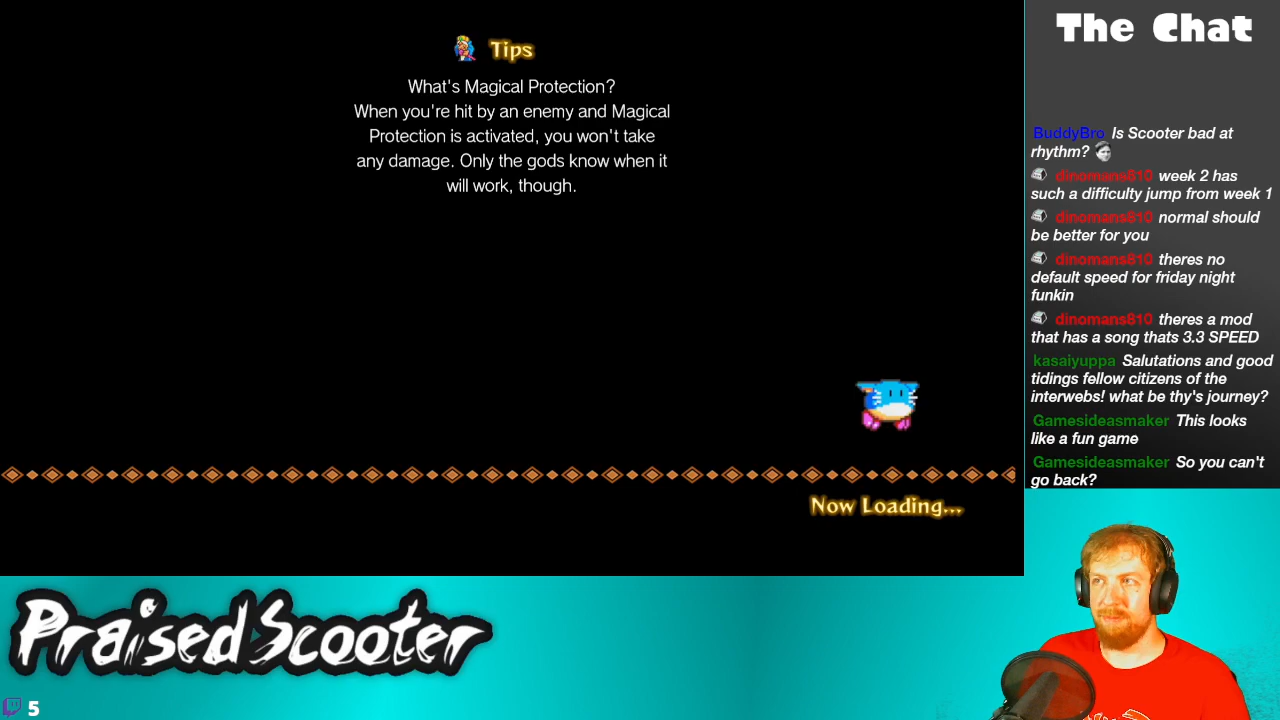 Tips
What's Magical Protection?
When you're hit by an enemy and Magical
Protection is activated, you won't take
any damage. Only the gods know when it
will work, though.
Now Loading...
The Chat
BuddyBro Is Scooter bad at
rhythm?
dinomans810 week 2 has
such a difficulty jump from week 1
dinomans810 normal should
be better for you
dinomans810 theres no
default speed for friday night
funkin
dinomans810 theres a mod
that has a song thats 3.3 SPEED
kasaiyuppa Salutations and good
tidings fellow citizens of the
interwebs! what be thy's journey?
Gamesideasmaker This looks
like a fun game
Gamesideasmaker So you can't
go back?
PraisedScooter
5